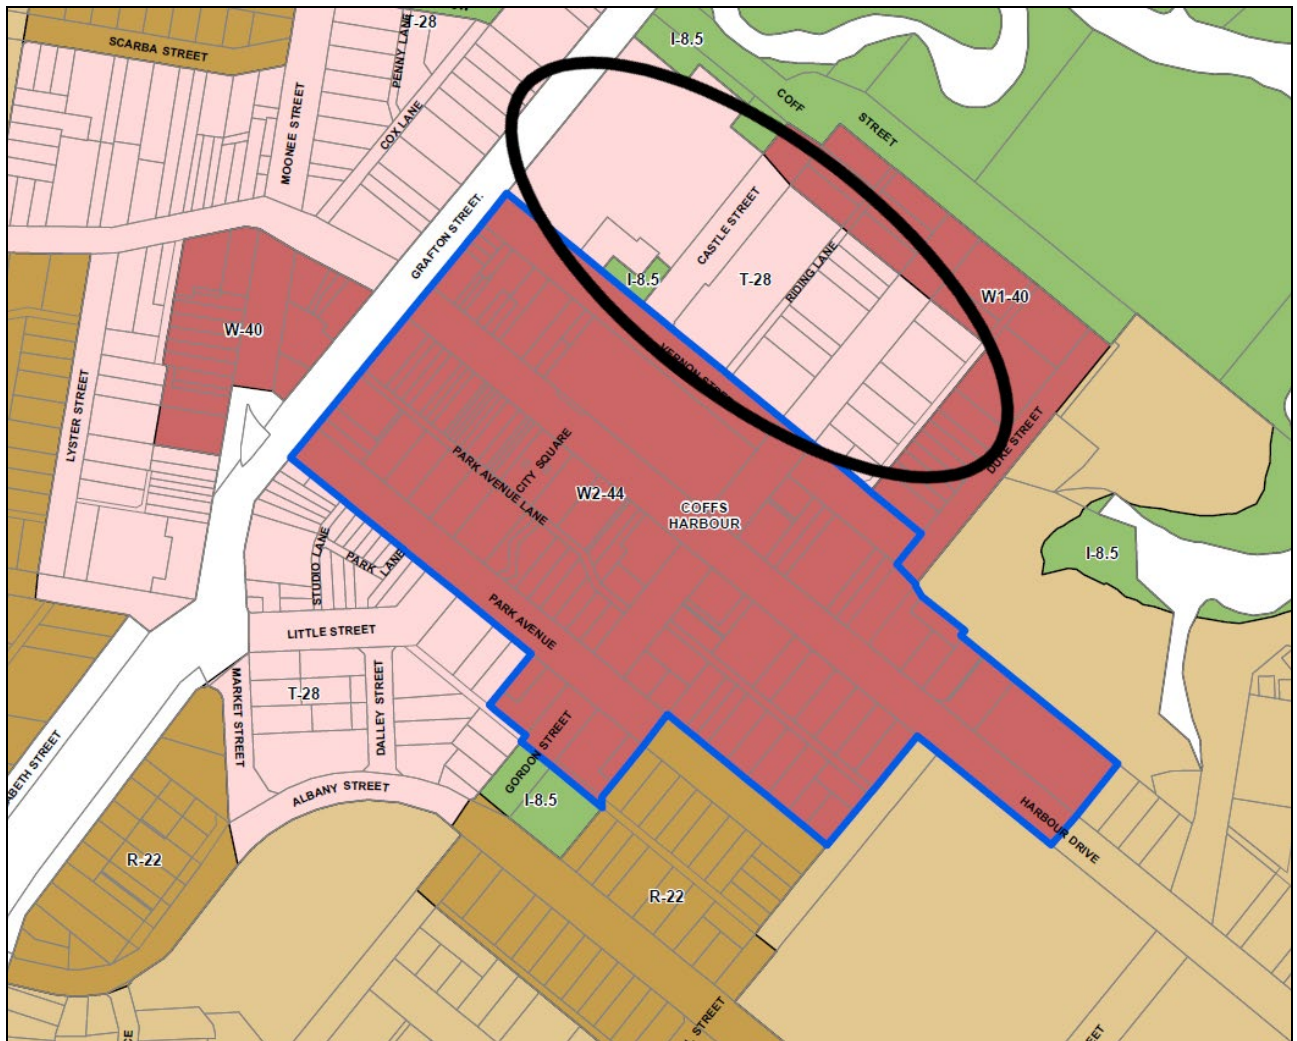 T-28
I-8.5
SCARBA STREET
PENNY LANE
COX LANE
MOONEE STREET
COFF STREET
GRAFTON STREET.
CASTLE STREET
I-8.5
T-28
RIDING LANE
W1-40
W-40
LYSTER STREET
DUKE STREET
CITY SQUARE
PARK AVENUE LANE
W2-44
COFFS
HARBOUR
STUDIO LANE
PARK LANE
I-8.5
PARK AVENUE
LITTLE STREET
MARKET STREET
T-28
DALLEY STREET
GORDON STREET
ALBANY STREET
I-8.5
HARBOUR DRIVE
ABETH STREET
R-22
R-22
STREET